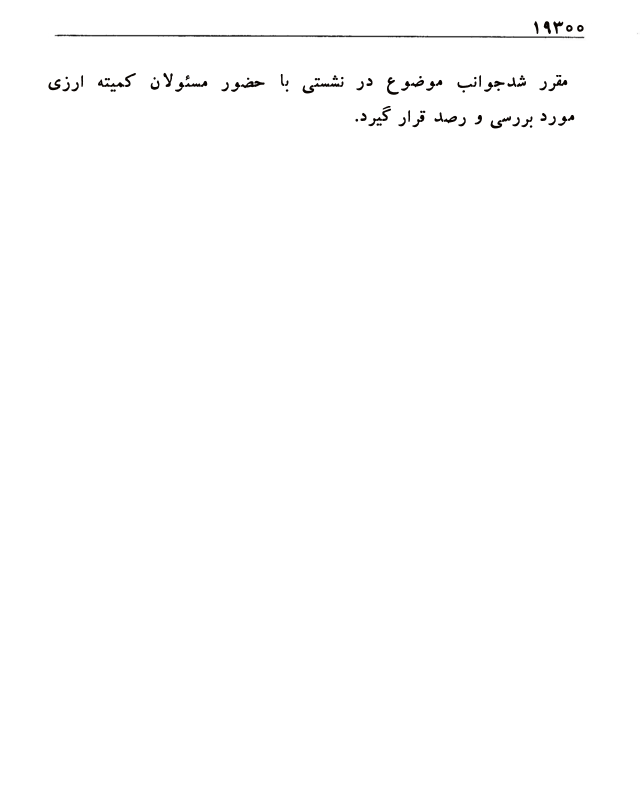 ۱۹۳۰۰
مقرر شدجوانب موضوع در نشستی با حضور مسئولان کمیته ارزی
مورد بررسی و رصد قرار گیرد.